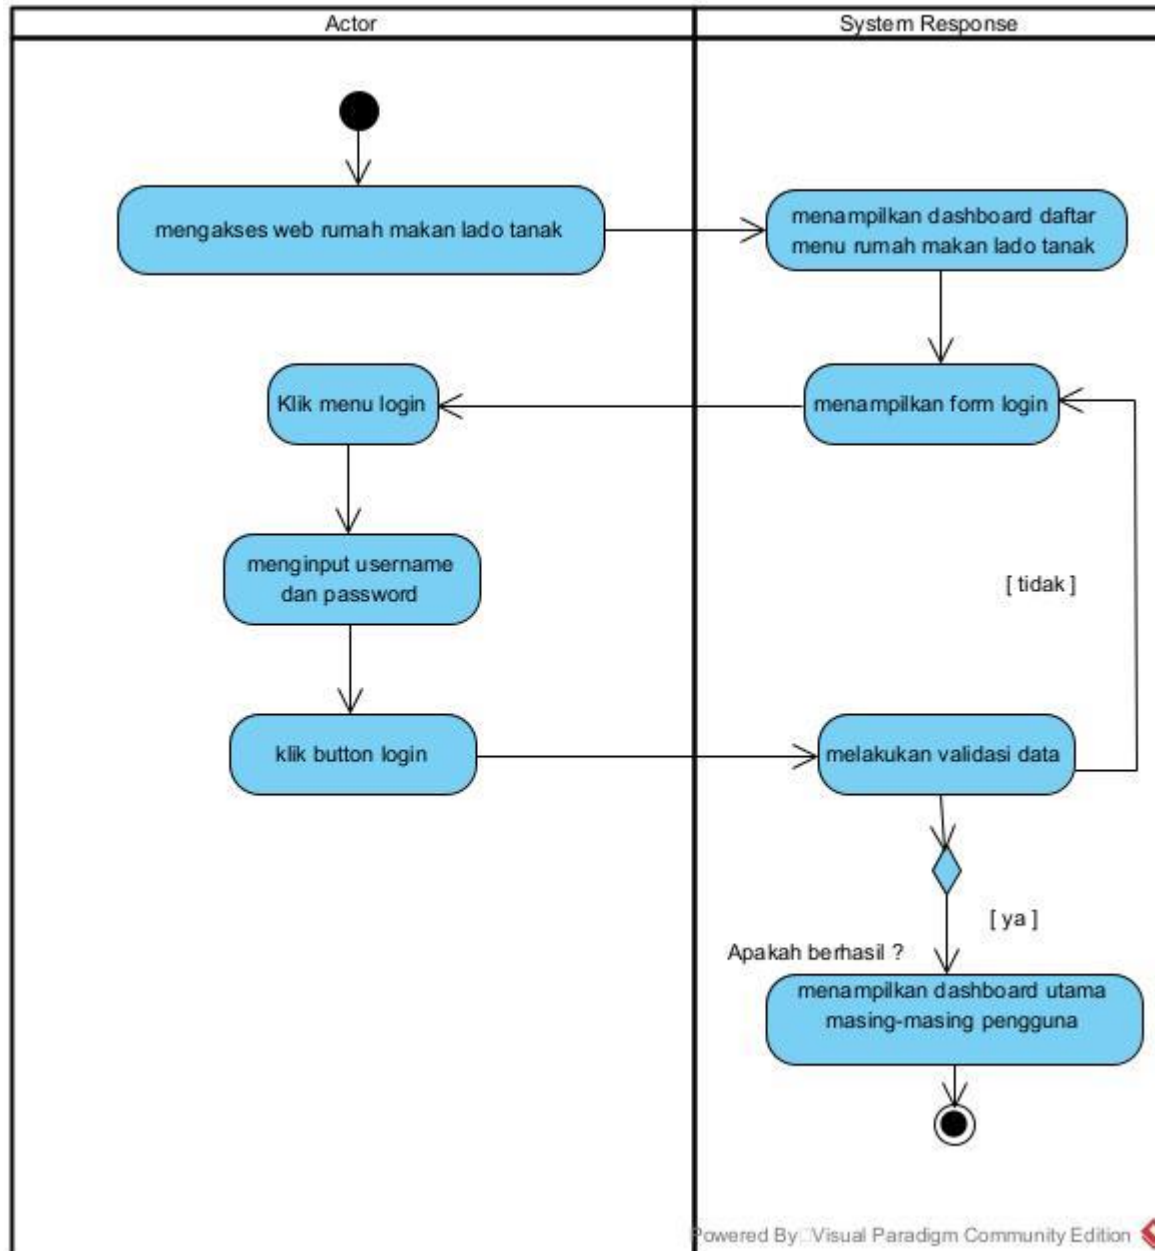 Actor
System Response
mengakses web rumah makan lado tanak
menampilkan dashboard daftar
menu rumah makan lado tanak
Klik menu login
menampilkan form login
menginput username
dan password
[ tidak ]
klik button login
melakukan validasi data
[ ya ]
Apakah berhasil ?
menampilkan dashboard utama
masing-masing pengguna
Powered By Visual Paradigm Community Edition